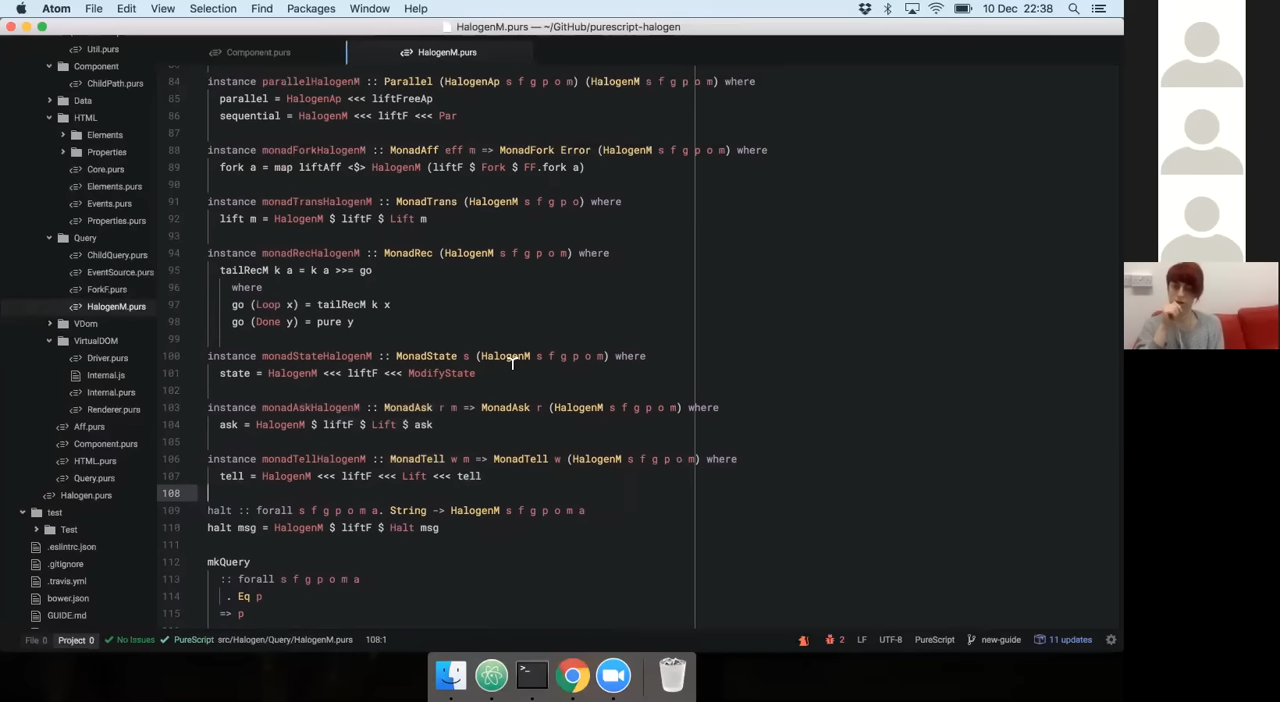 Atom File Edit View Selection Find Packages Window Help 10 Dec 22:38
HalogenM.purs — ~/GitHub/purescript-halogen
Util.purs
Component
ChildPath.purs
Data
HTML
Elements
Properties
Core.purs
Elements.purs
Events.purs
Properties.purs
Query
ChildQuery.purs
EventSource.purs
ForkF.purs
HalogenM.purs
VDom
VirtualDOM
Driver.purs
Internal.js
Internal.purs
Renderer.purs
Aff.purs
Component.purs
HTML.purs
Query.purs
Halogen.purs
test
Test
.eslintrc.json
.gitignore
.travis.yml
bower.json
GUIDE.md
Component.purs HalogenM.purs
84 instance parallelHalogenM :: Parallel (HalogenAp s f g p o m) (HalogenM s f g p o m) where
85 parallel = HalogenAp <<< liftFreeAp
86 sequential = HalogenM <<< liftF <<< Par
87
88 instance monadForkHalogenM :: MonadAff eff m => MonadFork Error (HalogenM s f g p o m) where
89 fork a = map liftAff <$> HalogenM (liftF $ Fork $ FF.fork a)
90
91 instance monadTransHalogenM :: MonadTrans (HalogenM s f g p o) where
92 lift m = HalogenM $ liftF $ Lift m
93
94 instance monadRecHalogenM :: MonadRec (HalogenM s f g p o m) where
95 tailRecM k a = k a >>= go
96 where
97 go (Loop x) = tailRecM k x
98 go (Done y) = pure y
99
100 instance monadStateHalogenM :: MonadState s (HalogenM s f g p o m) where
101 state = HalogenM <<< liftF <<< ModifyState
102
103 instance monadAskHalogenM :: MonadAsk r m => MonadAsk r (HalogenM s f g p o m) where
104 ask = HalogenM $ liftF $ Lift $ ask
105
106 instance monadTellHalogenM :: MonadTell w m => MonadTell w (HalogenM s f g p o m) where
107 tell = HalogenM <<< liftF <<< Lift <<< tell
108
109 halt :: forall s f g p o m a. String -> HalogenM s f g p o m a
110 halt msg = HalogenM $ liftF $ Halt msg
111
112 mkQuery
113 :: forall s f g p o m a
114 . Eq p
115 => p
File 0 Project 0 No Issues PureScript src/Halogen/Query/HalogenM.purs 108:1 2 LF UTF-8 PureScript new-guide 11 updates